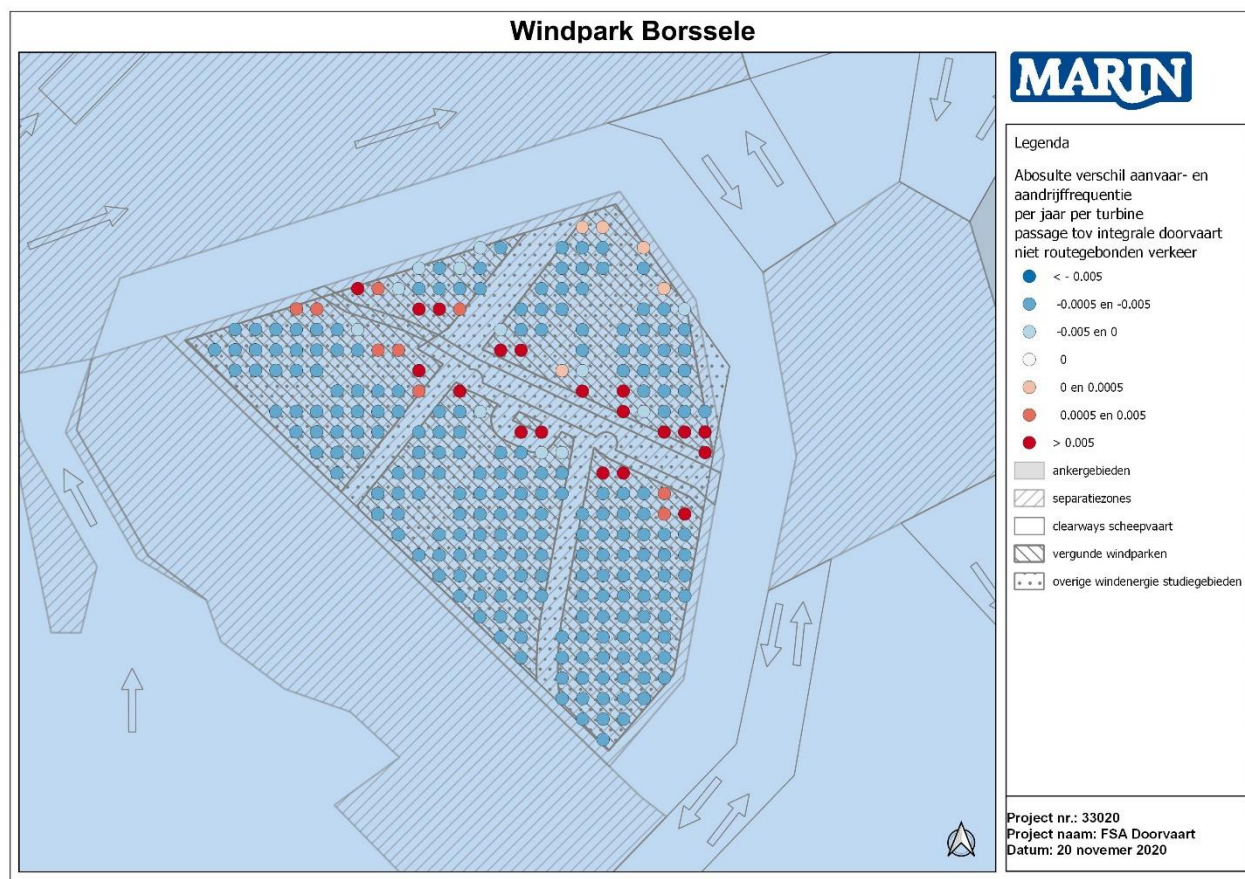 Windpark Borssele
MARIN
Legenda
Abosulte verschil aanvaar- en
aandrijffrequentie
per jaar per turbine
passage tov integrale doorvaart
niet routegebonden verkeer
< - 0.005
-0.0005 en -0.005
-0.005 en 0
0
0 en 0.0005
0.0005 en 0.005
> 0.005
ankergebieden
separatiezones
clearways scheepvaart
vergunde windparken
overige windenergie studiegebieden
Project nr.: 33020
Project naam: FSA Doorvaart
Datum: 20 novemer 2020